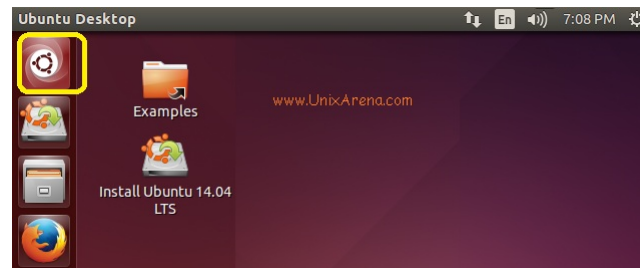 Ubuntu Desktop
En
7:08 PM
Examples
www.UnixArena.com
Install Ubuntu 14.04
LTS